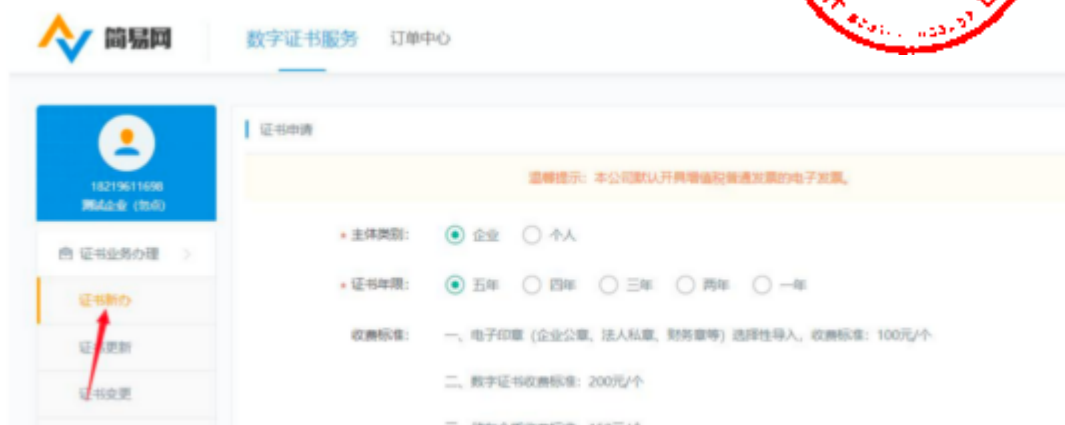 简易网
数字证书服务 订单中心
证书申请
18219611698
测试企业（勿点）
温馨提示：本公司默认开具增值税普通发票的电子发票。
* 主体类别： 企业 个人
证书业务办理 >
* 证书年限： 五年 四年 三年 两年 一年
证书新办
收费标准： 一、电子印章（企业公章、法人私章、财务章等）选择性导入，收费标准：100元/个
证书更新
二、数字证书收费标准：200元/个
证书变更